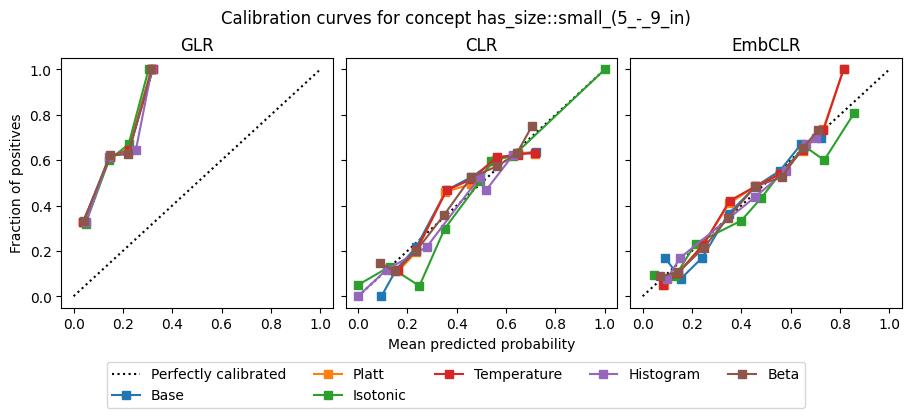 Calibration curves for concept has_size::small_(5_-_9_in)
GLR
CLR
EmbCLR
Fraction of positives
1.0
0.8
0.6
0.4
0.2
0.0
0.0 0.2 0.4 0.6 0.8 1.0
0.0 0.2 0.4 0.6 0.8 1.0
0.0 0.2 0.4 0.6 0.8 1.0
Mean predicted probability
Perfectly calibrated Platt Temperature Histogram Beta
Base Isotonic